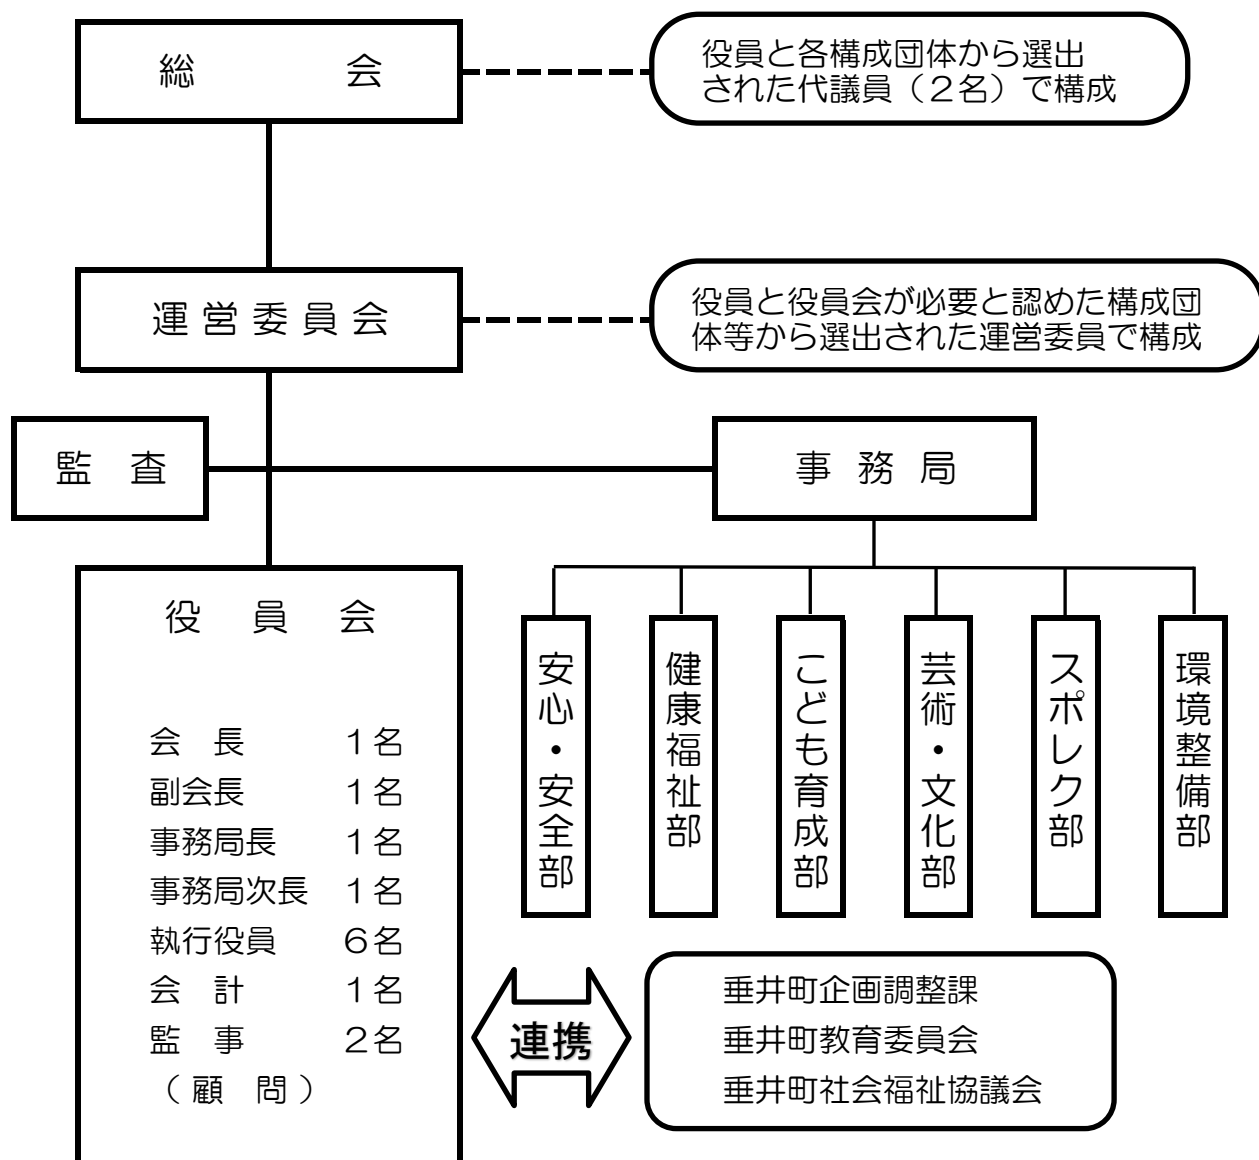 総　　会
役員と各構成団体から選出
された代議員（２名）で構成
運営委員会
役員と役員会が必要と認めた構成団
体等から選出された運営委員で構成
監　査
事　務　局
役　員　会
会　長　１名
副会長　１名
事務局長　１名
事務局次長　１名
執行役員　６名
会　計　１名
監　事　２名
（顧　問）
安心・安全部
健康福祉部
こども育成部
芸術・文化部
スポレク部
環境整備部
連携
垂井町企画調整課
垂井町教育委員会
垂井町社会福祉協議会